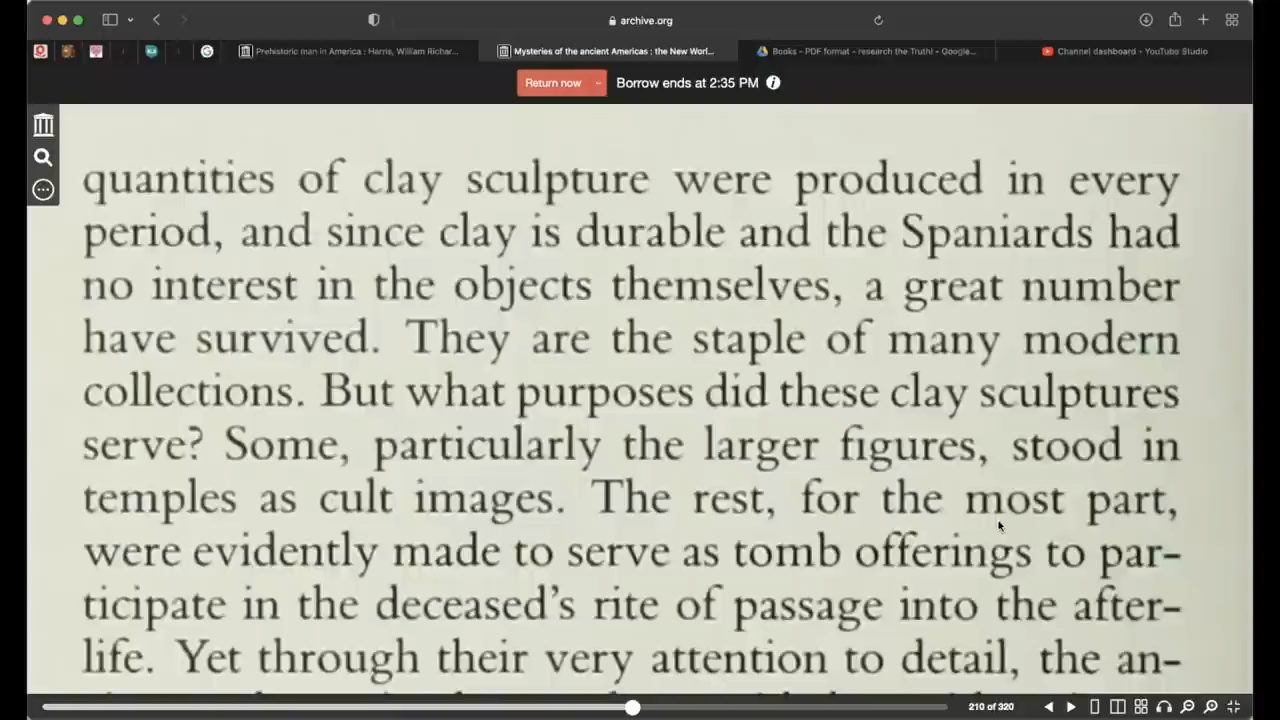 archive.org
Prehistoric man in America : Harris, William Richar...
Mysteries of the ancient Americas : the New Worl...
Books - PDF format - research the Truth! - Google...
Channel dashboard - YouTube Studio
Return now
Borrow ends at 2:35 PM
quantities of clay sculpture were produced in every
period, and since clay is durable and the Spaniards had
no interest in the objects themselves, a great number
have survived. They are the staple of many modern
collections. But what purposes did these clay sculptures
serve? Some, particularly the larger figures, stood in
temples as cult images. The rest, for the most part,
were evidently made to serve as tomb offerings to par-
ticipate in the deceased's rite of passage into the after-
life. Yet through their very attention to detail, the an-
210 of 320